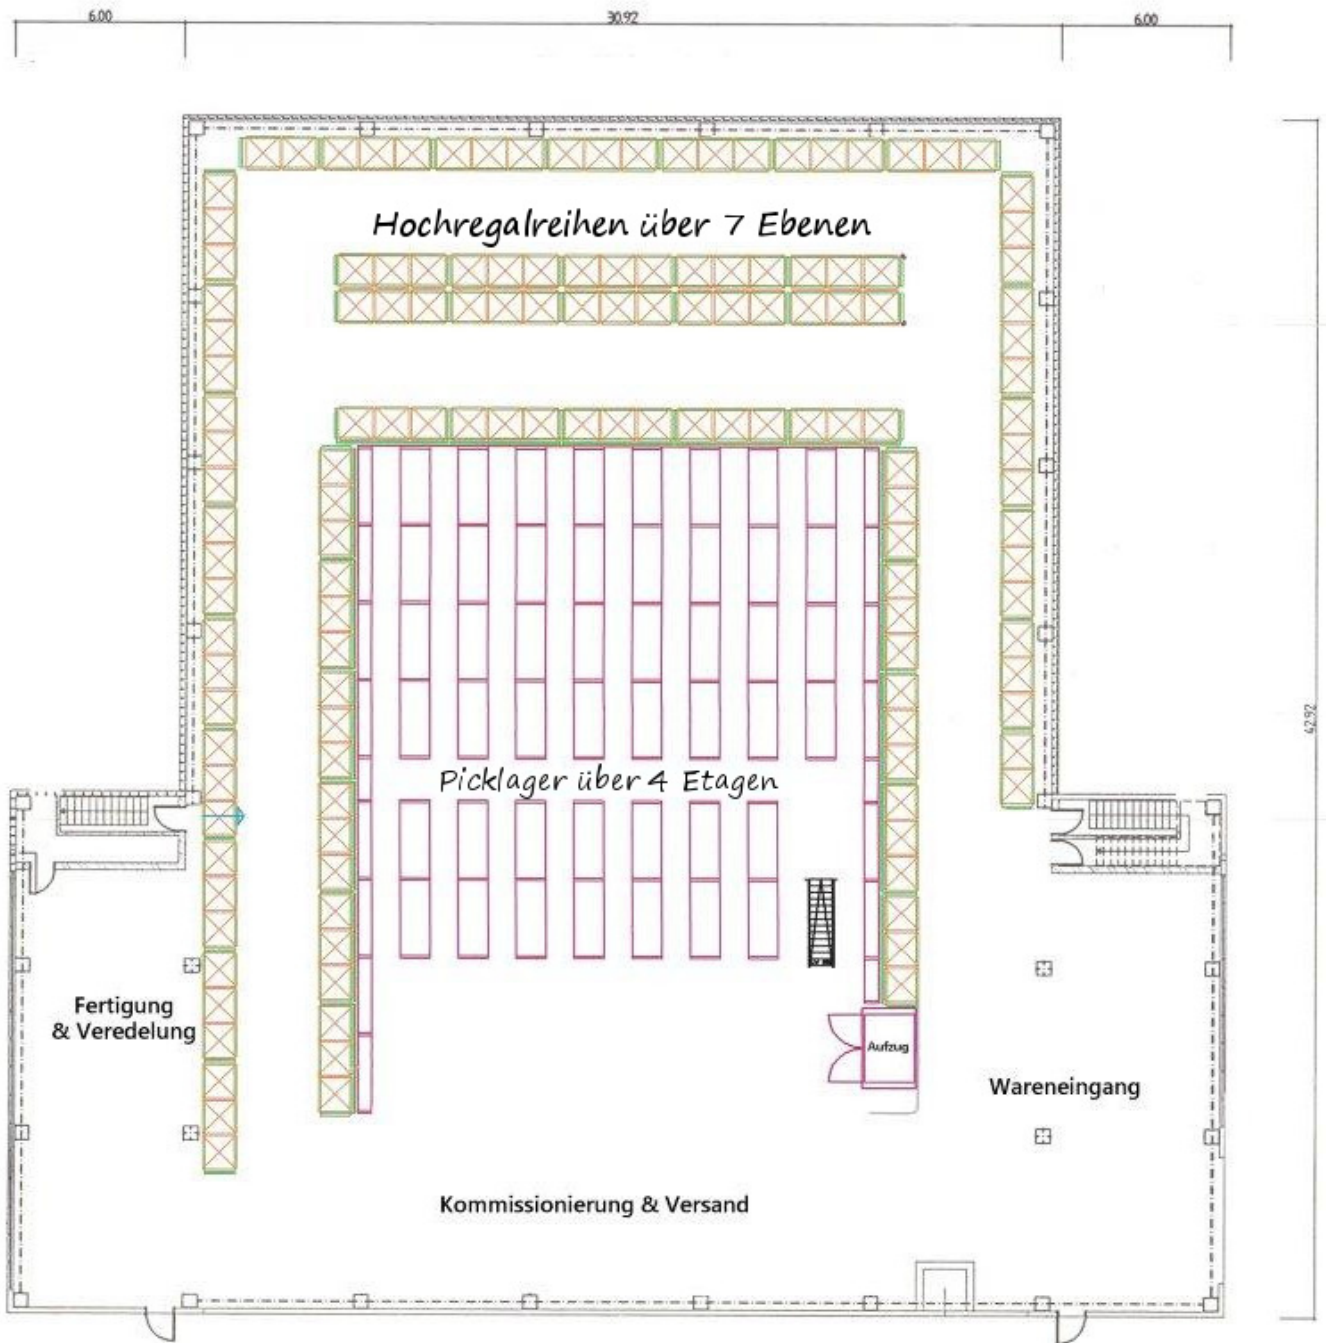 6.00 30.92 6.00
Hochregalreihen über 7 Ebenen
42.92
Picklager über 4 Etagen
Fertigung
& Veredelung
Aufzug
Wareneingang
Kommissionierung & Versand